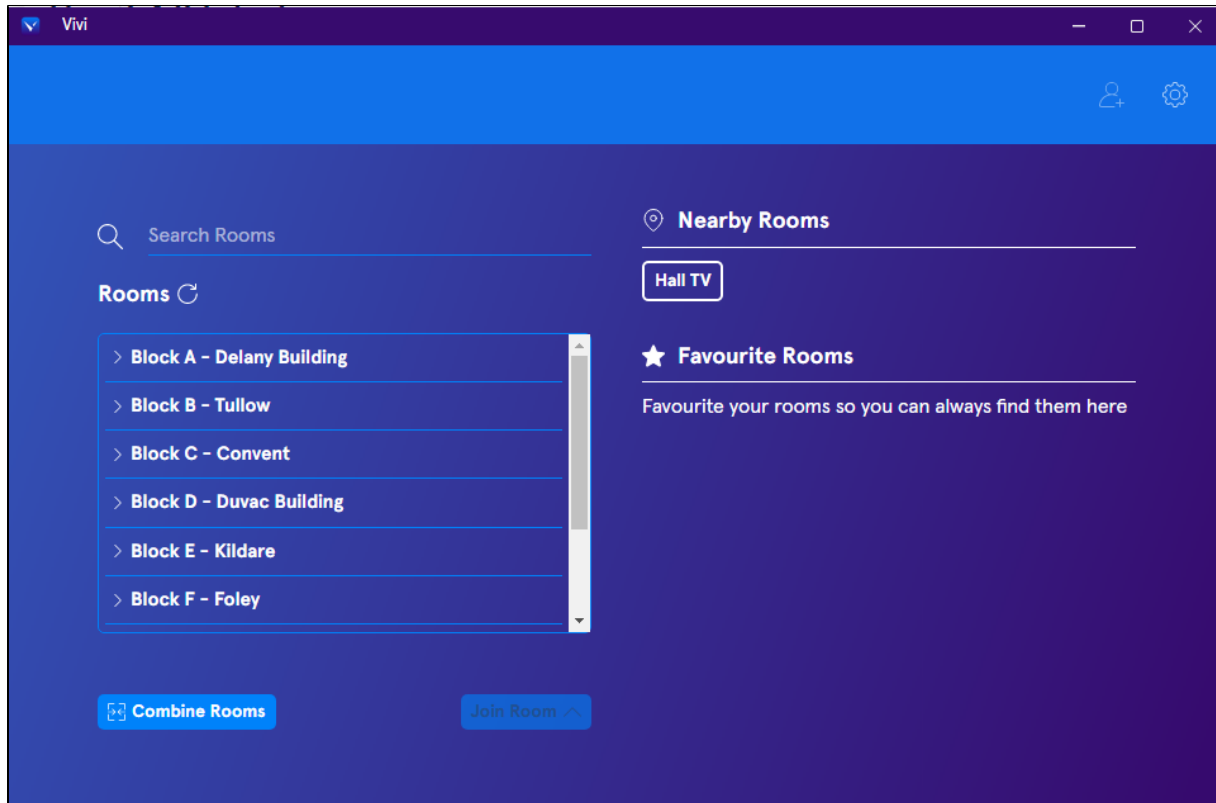 Vivi
Search Rooms
Rooms
Block A - Delany Building
Block B - Tullow
Block C - Convent
Block D - Duvac Building
Block E - Kildare
Block F - Foley
Combine Rooms
Join Room
Nearby Rooms
Hall TV
Favourite Rooms
Favourite your rooms so you can always find them here